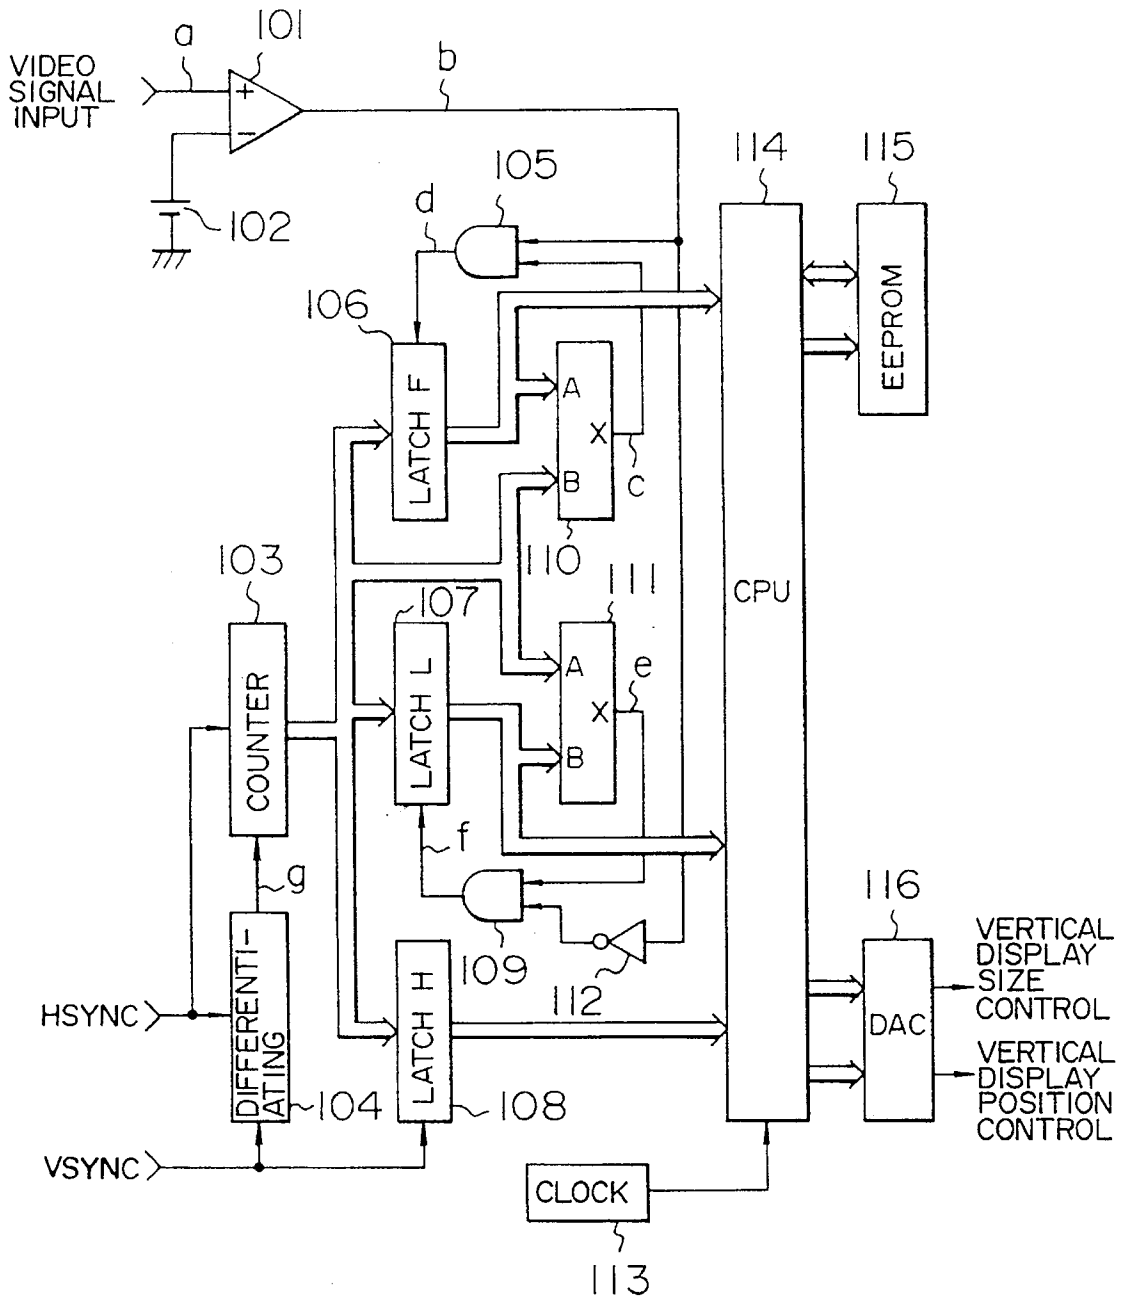 101
a
VIDEO
SIGNAL
INPUT
+
−
b
102
105
114
115
d
106
EEPROM
LATCH F
A
X
B
c
110
103
107
111
CPU
COUNTER
LATCH L
A
X
B
e
g
f
116
109
112
DIFFERENTI-
ATING
104
LATCH H
108
HSYNC
VSYNC
DAC
VERTICAL
DISPLAY
SIZE
CONTROL
VERTICAL
DISPLAY
POSITION
CONTROL
CLOCK
113